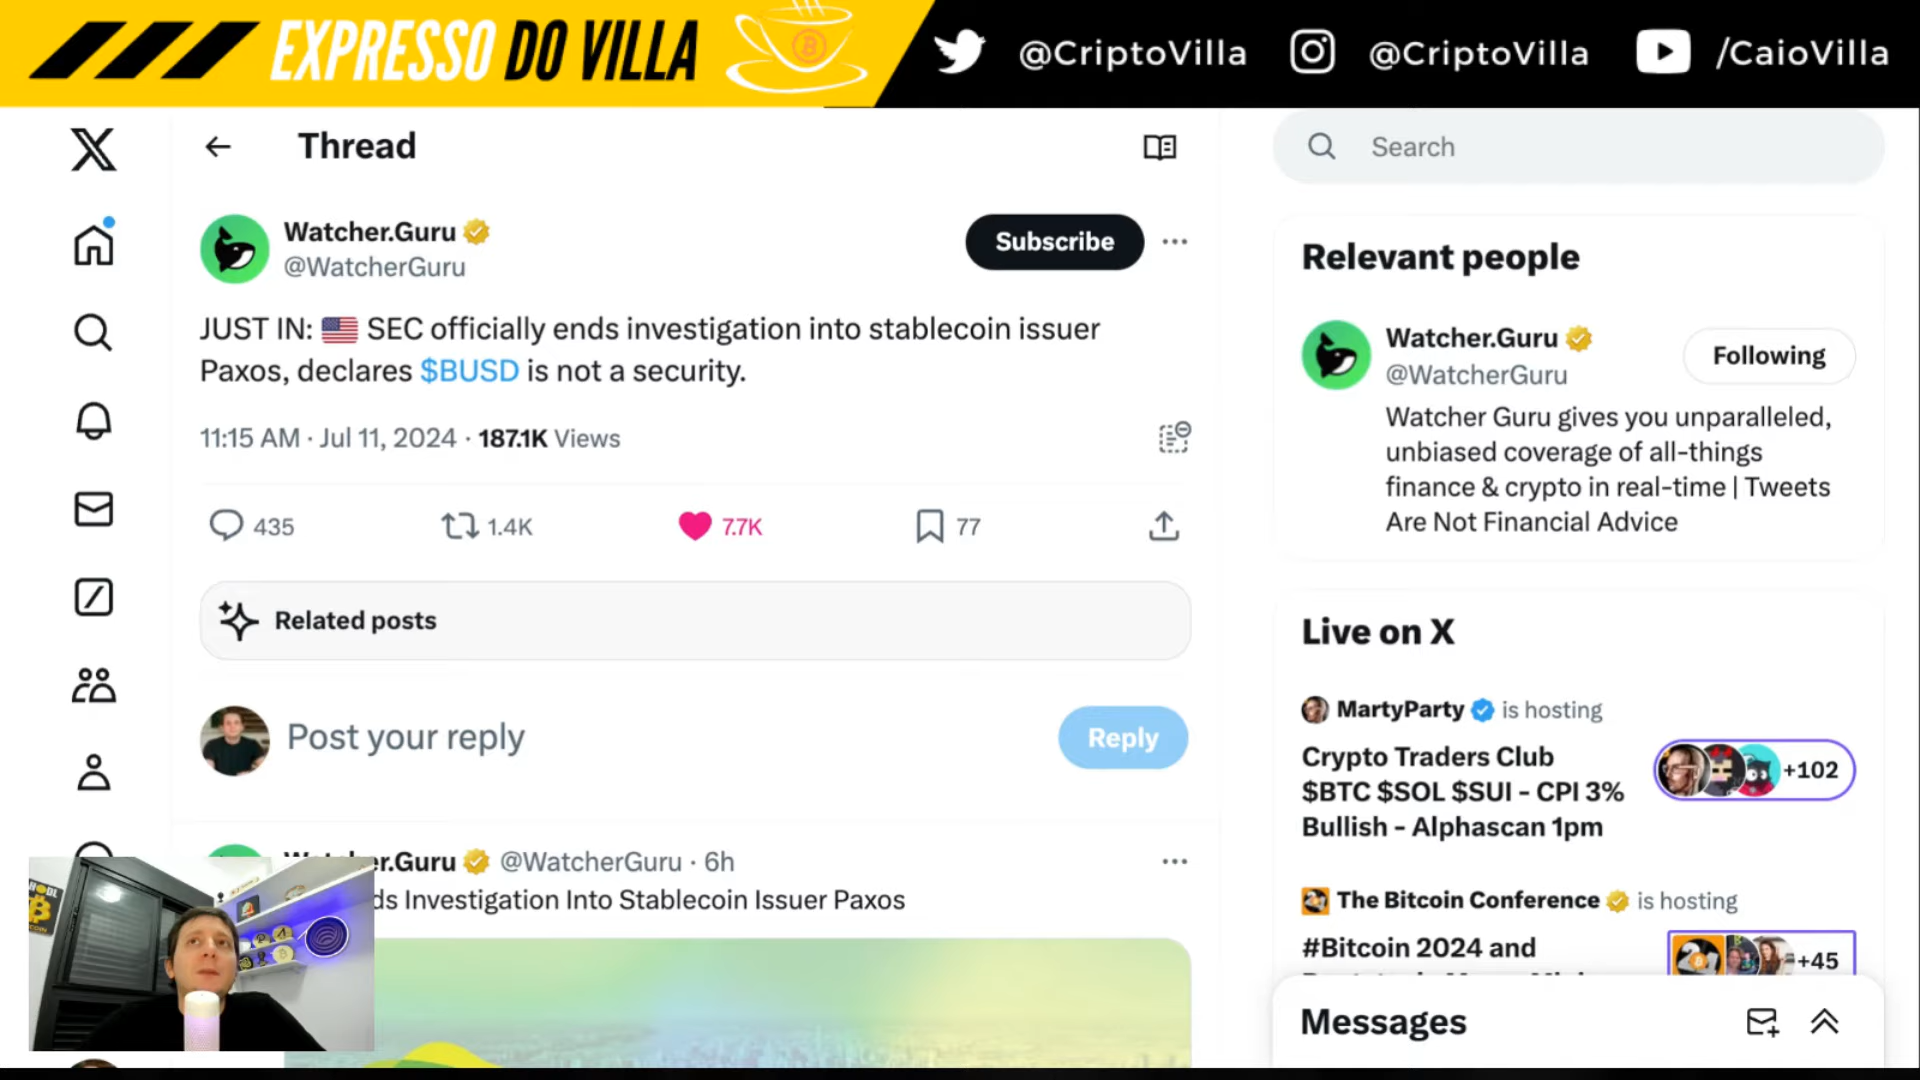 EXPRESSO DO VILLA
@CriptoVilla
@CriptoVilla
/CaioVilla
Thread
Watcher.Guru
@WatcherGuru
Subscribe
JUST IN: 🇺🇸 SEC officially ends investigation into stablecoin issuer
Paxos, declares $BUSD is not a security.
11:15 AM · Jul 11, 2024 · 187.1K Views
435
1.4K
7.7K
77
Related posts
Post your reply
Reply
er.Guru @WatcherGuru · 6h
ds Investigation Into Stablecoin Issuer Paxos
Search
Relevant people
Watcher.Guru
@WatcherGuru
Following
Watcher Guru gives you unparalleled,
unbiased coverage of all-things
finance & crypto in real-time | Tweets
Are Not Financial Advice
Live on X
MartyParty is hosting
Crypto Traders Club
$BTC $SOL $SUI - CPI 3%
Bullish - Alphascan 1pm
+102
The Bitcoin Conference is hosting
#Bitcoin 2024 and
+45
Messages
HODL